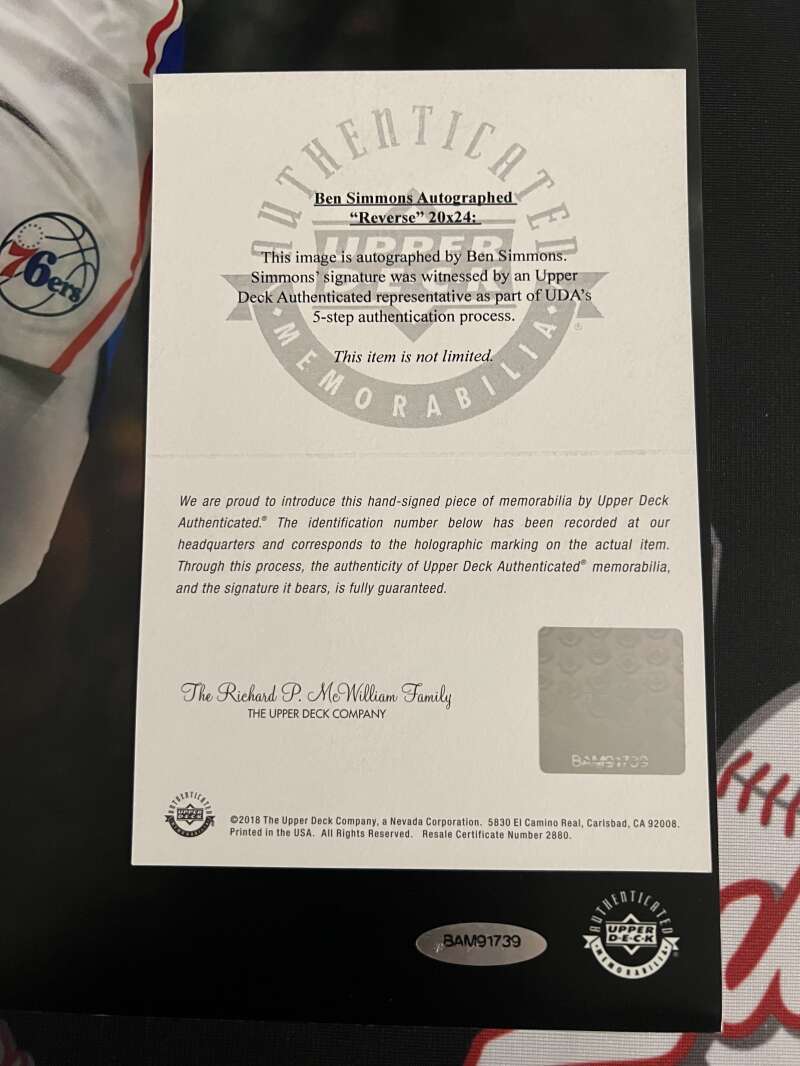 76ers
AUTHENTICATED
UPPER
DECK
MEMORABILIA
Ben Simmons Autographed
“Reverse” 20x24:
This image is autographed by Ben Simmons.
Simmons’ signature was witnessed by an Upper
Deck Authenticated representative as part of UDA’s
5-step authentication process.
This item is not limited.
We are proud to introduce this hand-signed piece of memorabilia by Upper Deck
Authenticated.® The identification number below has been recorded at our
headquarters and corresponds to the holographic marking on the actual item.
Through this process, the authenticity of Upper Deck Authenticated® memorabilia,
and the signature it bears, is fully guaranteed.
The Richard P. McWilliam Family
THE UPPER DECK COMPANY
BAM91739
AUTHENTICATED
UPPER
DECK
MEMORABILIA
©2018 The Upper Deck Company, a Nevada Corporation. 5830 El Camino Real, Carlsbad, CA 92008.
Printed in the USA. All Rights Reserved. Resale Certificate Number 2880.
BAM91739
AUTHENTICATED
UPPER
D·E·C·K
MEMORABILIA